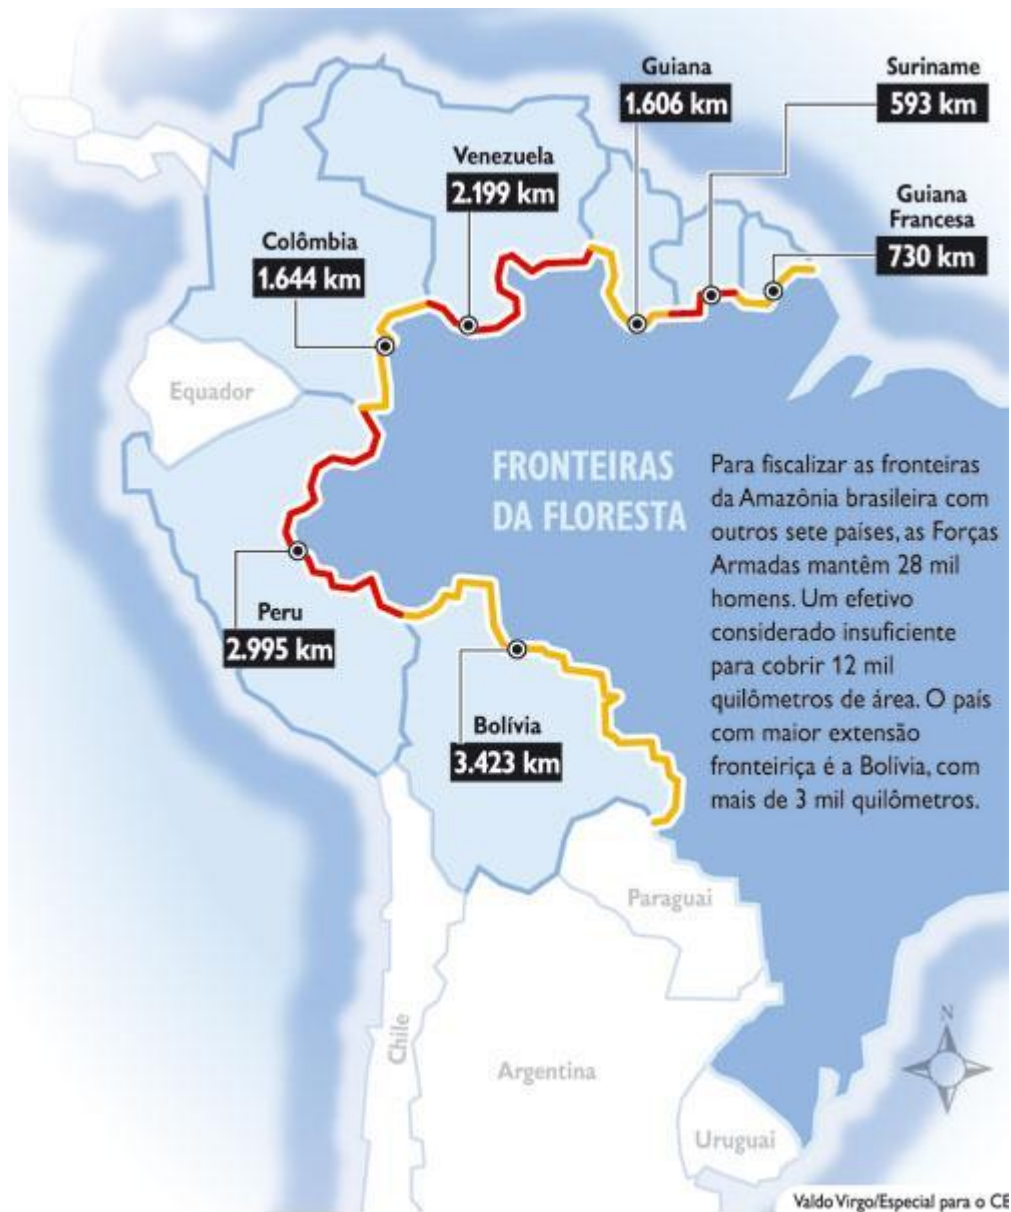 Guiana
1.606 km
Suriname
593 km
Venezuela
2.199 km
Guiana
Francesa
730 km
Colômbia
1.644 km
Equador
FRONTEIRAS
DA FLORESTA
Para fiscalizar as fronteiras
da Amazônia brasileira com
outros sete países, as Forças
Armadas mantêm 28 mil
homens. Um efetivo
considerado insuficiente
para cobrir 12 mil
quilômetros de área. O país
com maior extensão
fronteiriça é a Bolívia, com
mais de 3 mil quilômetros.
Peru
2.995 km
Bolívia
3.423 km
Paraguai
Chile
Argentina
N
Uruguai
Valdo Virgo/Especial para o CB